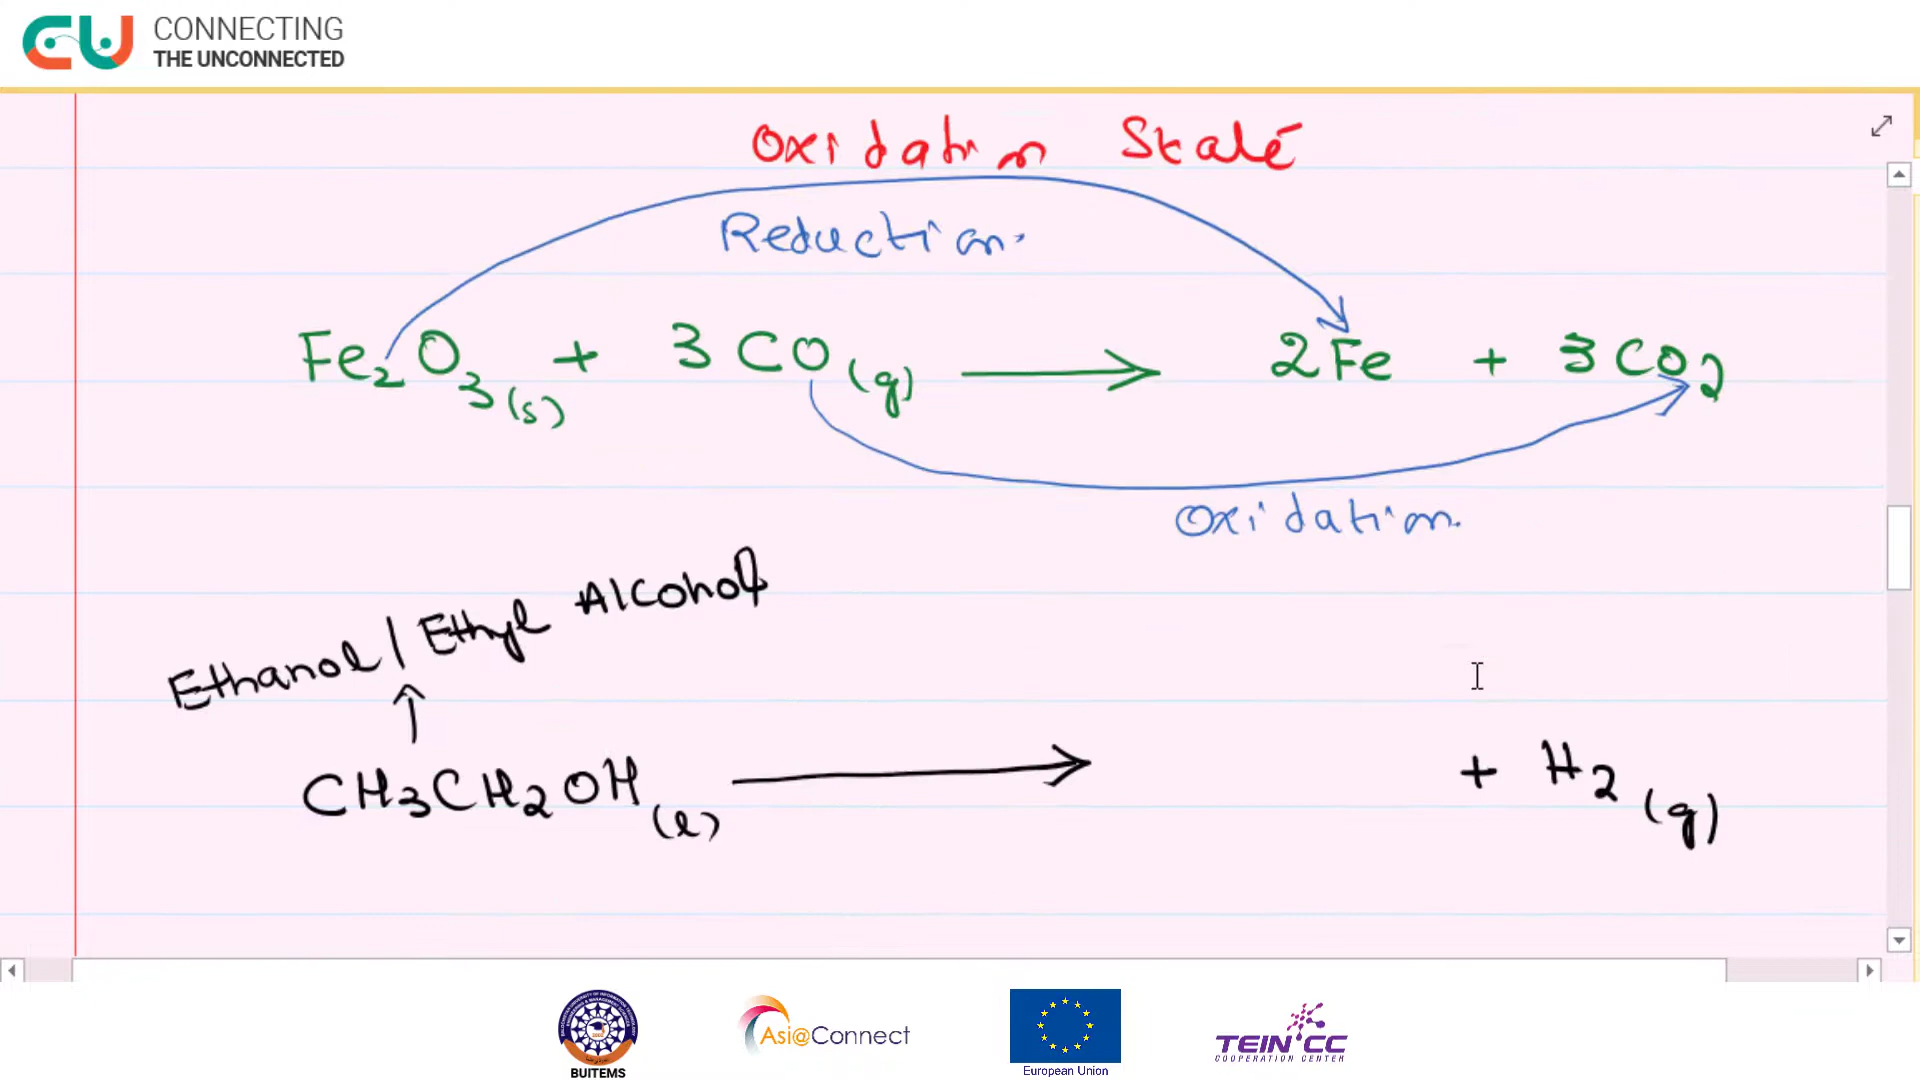 CONNECTING
THE UNCONNECTED
Oxidation State
Reduction.
Fe₂O₃(s) + 3CO(g) → 2Fe + 3CO₂
Oxidation.
Ethanol / Ethyl Alcohol
↑
CH₃CH₂OH(l) → + H₂(g)
BUITEMS
Asi@Connect
European Union
TEIN*CC
COOPERATION CENTER